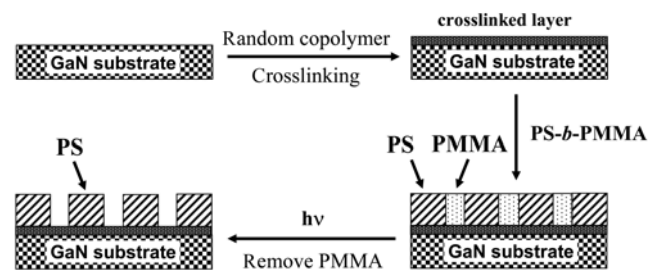 crosslinked layer
GaN substrate
Random copolymer
Crosslinking
GaN substrate
PS-b-PMMA
PS
PS PMMA
GaN substrate
hν
Remove PMMA
GaN substrate